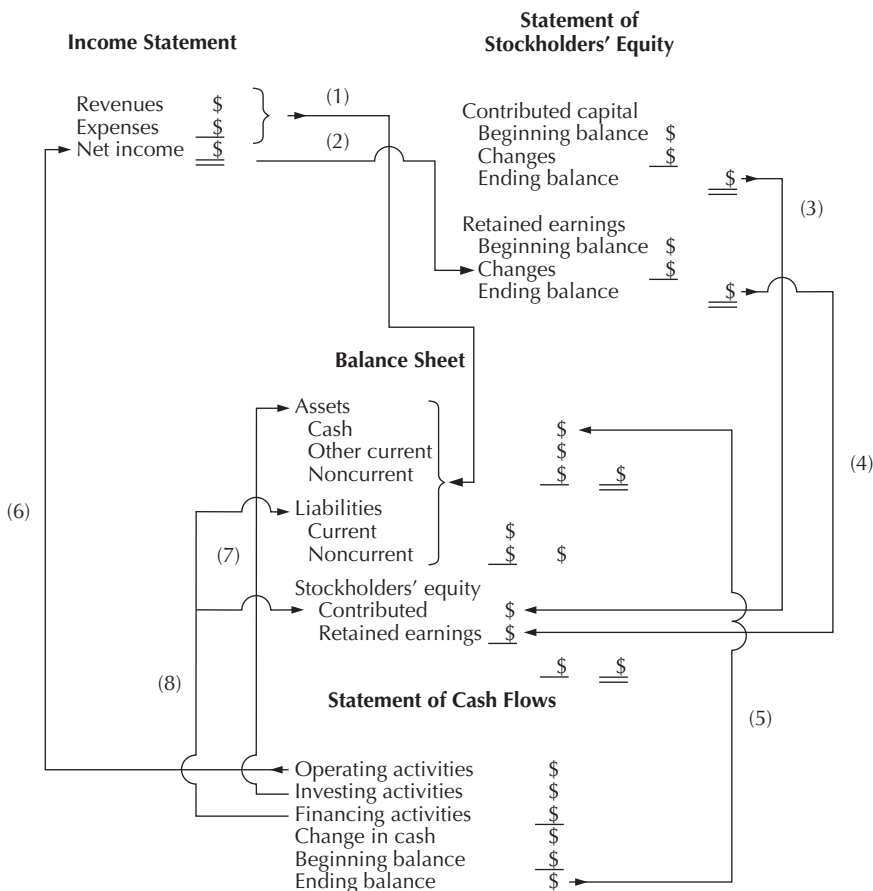 Income Statement
Statement of
Stockholders’ Equity
Revenues $
Expenses $
Net income $
(1)
(2)
Contributed capital
Beginning balance $
Changes $
Ending balance $
(3)
Retained earnings
Beginning balance $
Changes $
Ending balance $
(4)
Balance Sheet
Assets
Cash $
Other current $
Noncurrent $ $
Liabilities
Current $
Noncurrent $ $
Stockholders’ equity
Contributed $
Retained earnings $
$ $
(6)
(7)
(8)
(5)
Statement of Cash Flows
Operating activities $
Investing activities $
Financing activities $
Change in cash $
Beginning balance $
Ending balance $